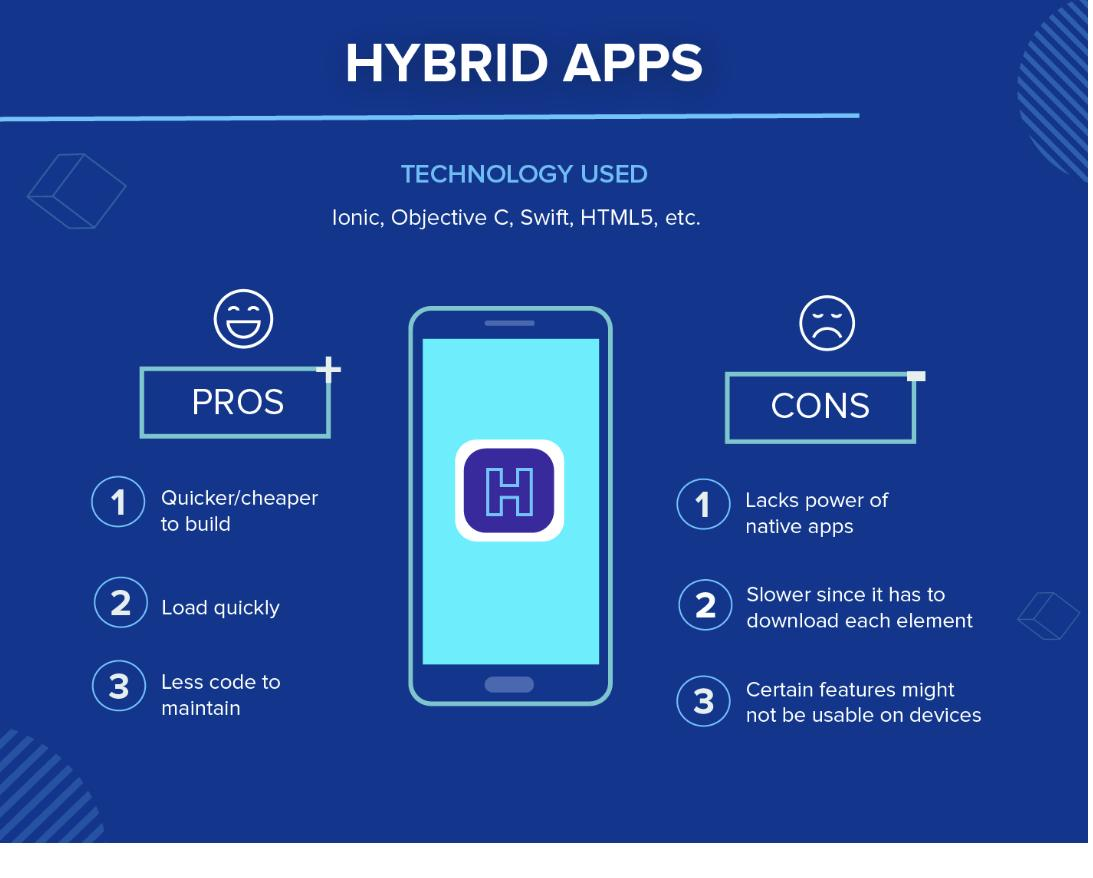 HYBRID APPS
TECHNOLOGY USED
Ionic, Objective C, Swift, HTML5, etc.
PROS
1
Quicker/cheaper
to build
2
Load quickly
3
Less code to
maintain
H
CONS
1
Lacks power of
native apps
2
Slower since it has to
download each element
3
Certain features might
not be usable on devices